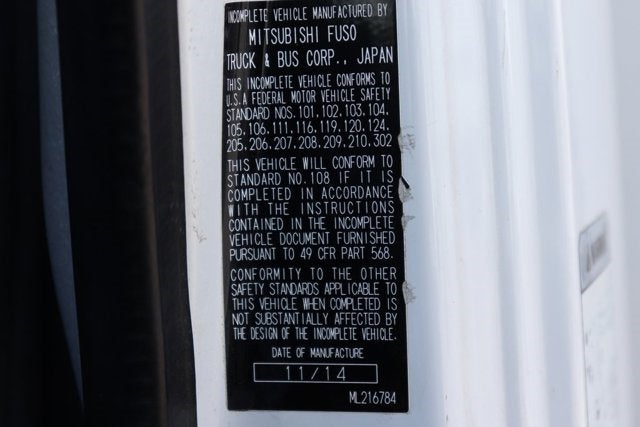 INCOMPLETE VEHICLE MANUFACTURED BY
MITSUBISHI FUSO
TRUCK & BUS CORP., JAPAN
THIS INCOMPLETE VEHICLE CONFORMS TO
U.S.A FEDERAL MOTOR VEHICLE SAFETY
STANDARD NOS. 101, 102, 103, 104,
105, 106, 111, 116, 119, 120, 124,
205, 206, 207, 208, 209, 210, 302
THIS VEHICLE WILL CONFORM TO
STANDARD NO. 108 IF IT IS
COMPLETED IN ACCORDANCE
WITH THE INSTRUCTIONS
CONTAINED IN THE INCOMPLETE
VEHICLE DOCUMENT FURNISHED
PURSUANT TO 49 CFR PART 568.
CONFORMITY TO THE OTHER
SAFETY STANDARDS APPLICABLE TO
THIS VEHICLE WHEN COMPLETED IS
NOT SUBSTANTIALLY AFFECTED BY
THE DESIGN OF THE INCOMPLETE VEHICLE.
DATE OF MANUFACTURE
11/14
ML216784